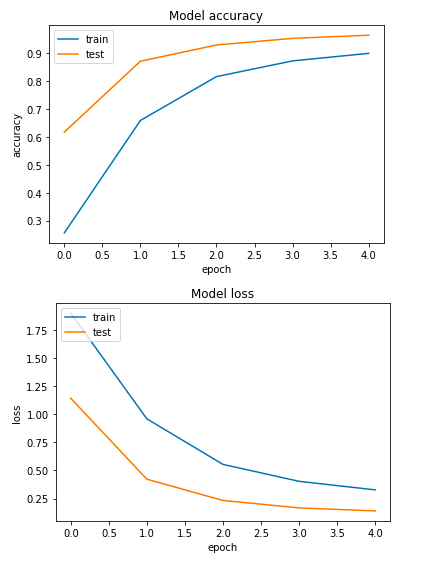 Model accuracy
train
test
0.9
0.8
0.7
0.6
0.5
0.4
0.3
accuracy
0.0 0.5 1.0 1.5 2.0 2.5 3.0 3.5 4.0
epoch
Model loss
train
test
1.75
1.50
1.25
1.00
0.75
0.50
0.25
loss
0.0 0.5 1.0 1.5 2.0 2.5 3.0 3.5 4.0
epoch